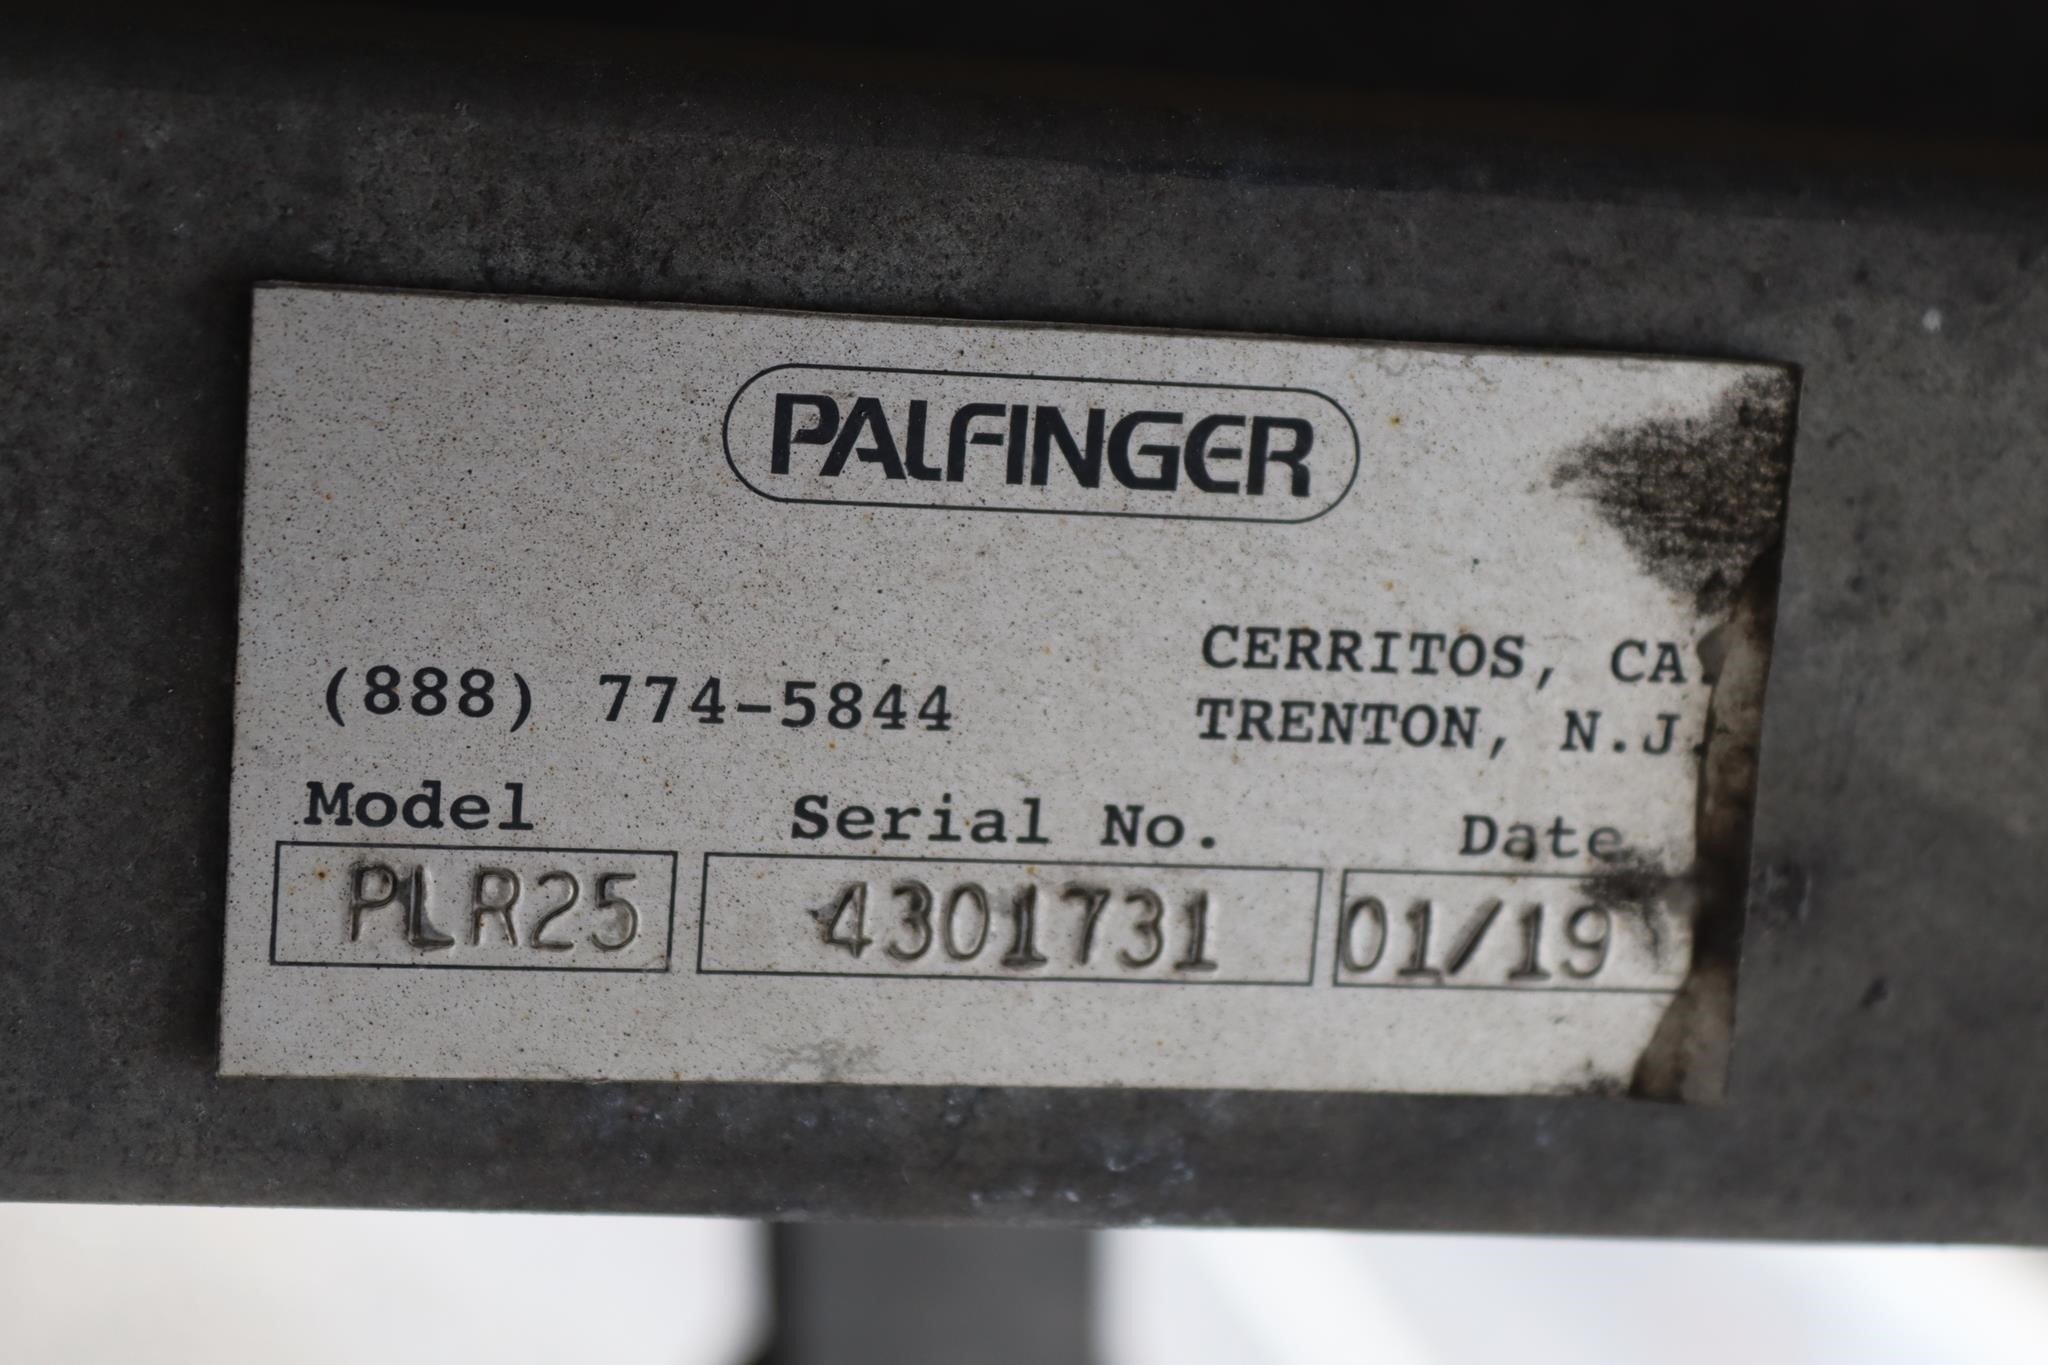 PALFINGER
CERRITOS, CA.
(888) 774-5844
TRENTON, N.J.
Model Serial No. Date
PLR25 4301731 01/19